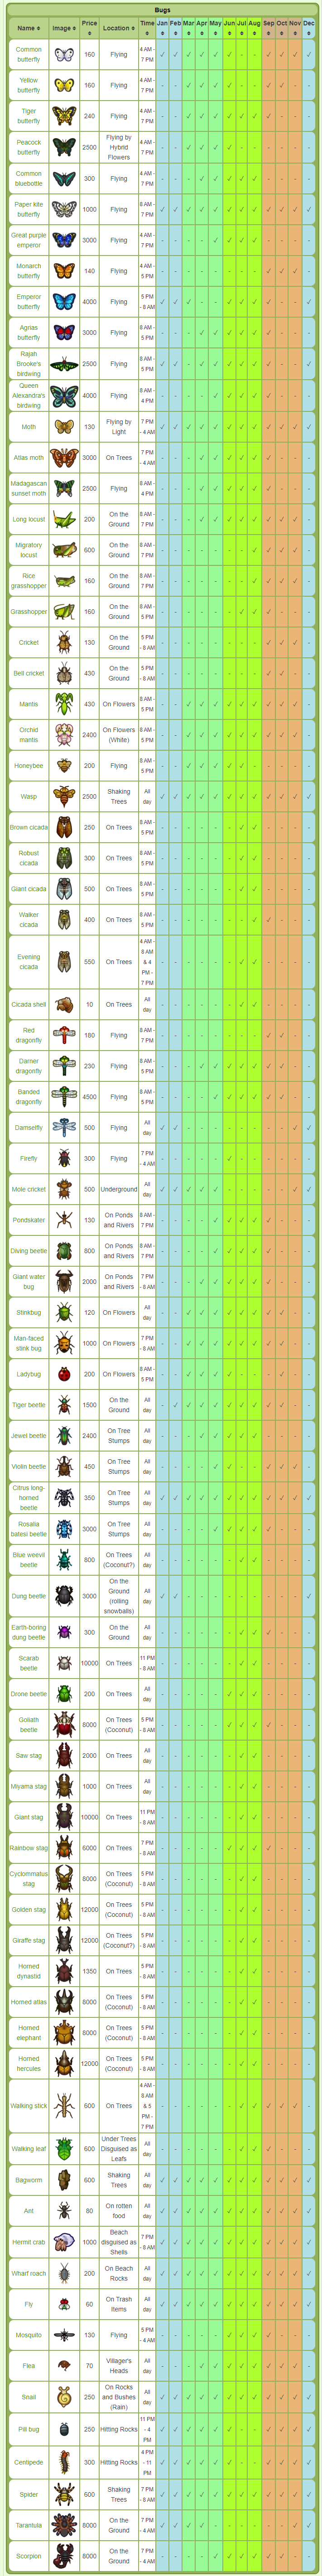 Bugs
Name Image Price Location Time Jan Feb Mar Apr May Jun Jul Aug Sep Oct Nov Dec
Common butterfly 160 Flying 4 AM - 7 PM
Yellow butterfly 160 Flying 4 AM - 7 PM
Tiger butterfly 240 Flying 4 AM - 7 PM
Peacock butterfly 2500 Flying by Hybrid Flowers 4 AM - 7 PM
Common bluebottle 300 Flying 4 AM - 7 PM
Paper kite butterfly 1000 Flying 8 AM - 7 PM
Great purple emperor 3000 Flying 4 AM - 7 PM
Monarch butterfly 140 Flying 4 AM - 5 PM
Emperor butterfly 4000 Flying 5 PM - 8 AM
Agrias butterfly 3000 Flying 8 AM - 5 PM
Rajah Brooke's birdwing 2500 Flying 8 AM - 5 PM
Queen Alexandra's birdwing 4000 Flying 8 AM - 4 PM
Moth 130 Flying by Light 7 PM - 4 AM
Atlas moth 3000 On Trees 7 PM - 4 AM
Madagascan sunset moth 2500 Flying 8 AM - 4 PM
Long locust 200 On the Ground 8 AM - 7 PM
Migratory locust 600 On the Ground 8 AM - 7 PM
Rice grasshopper 160 On the Ground 8 AM - 7 PM
Grasshopper 160 On the Ground 8 AM - 5 PM
Cricket 130 On the Ground 5 PM - 8 AM
Bell cricket 430 On the Ground 5 PM - 8 AM
Mantis 430 On Flowers 8 AM - 5 PM
Orchid mantis 2400 On Flowers (White) 8 AM - 5 PM
Honeybee 200 Flying 8 AM - 5 PM
Wasp 2500 Shaking Trees All day
Brown cicada 250 On Trees 8 AM - 5 PM
Robust cicada 300 On Trees 8 AM - 5 PM
Giant cicada 500 On Trees 8 AM - 5 PM
Walker cicada 400 On Trees 8 AM - 5 PM
Evening cicada 550 On Trees 4 AM - 8 AM & 4 PM - 7 PM
Cicada shell 10 On Trees All day
Red dragonfly 180 Flying 8 AM - 7 PM
Darner dragonfly 230 Flying 8 AM - 5 PM
Banded dragonfly 4500 Flying 8 AM - 5 PM
Damselfly 500 Flying All day
Firefly 300 Flying 7 PM - 4 AM
Mole cricket 500 Underground All day
Pondskater 130 On Ponds and Rivers 8 AM - 7 PM
Diving beetle 800 On Ponds and Rivers 8 AM - 7 PM
Giant water bug 2000 On Ponds and Rivers 7 PM - 8 AM
Stinkbug 120 On Flowers All day
Man-faced stink bug 1000 On Flowers 7 PM - 8 AM
Ladybug 200 On Flowers 8 AM - 5 PM
Tiger beetle 1500 On the Ground All day
Jewel beetle 2400 On Tree Stumps All day
Violin beetle 450 On Tree Stumps All day
Citrus long-horned beetle 350 On Tree Stumps All day
Rosalia batesi beetle 3000 On Tree Stumps All day
Blue weevil beetle 800 On Trees (Coconut?) All day
Dung beetle 3000 On the Ground (rolling snowballs) All day
Earth-boring dung beetle 300 On the Ground All day
Scarab beetle 10000 On Trees 11 PM - 8 AM
Drone beetle 200 On Trees All day
Goliath beetle 8000 On Trees (Coconut) 5 PM - 8 AM
Saw stag 2000 On Trees All day
Miyama stag 1000 On Trees All day
Giant stag 10000 On Trees 11 PM - 8 AM
Rainbow stag 6000 On Trees 7 PM - 8 AM
Cyclommatus stag 8000 On Trees (Coconut) 5 PM - 8 AM
Golden stag 12000 On Trees (Coconut) 5 PM - 8 AM
Giraffe stag 12000 On Trees (Coconut?) 5 PM - 8 AM
Horned dynastid 1350 On Trees 5 PM - 8 AM
Horned atlas 8000 On Trees (Coconut) 5 PM - 8 AM
Horned elephant 8000 On Trees (Coconut) 5 PM - 8 AM
Horned hercules 12000 On Trees (Coconut) 5 PM - 8 AM
Walking stick 600 On Trees 4 AM - 8 AM & 5 PM - 7 PM
Walking leaf 600 Under Trees Disguised as Leafs All day
Bagworm 600 Shaking Trees All day
Ant 80 On rotten food All day
Hermit crab 1000 Beach disguised as Shells 7 PM - 8 AM
Wharf roach 200 On Beach Rocks All day
Fly 60 On Trash Items All day
Mosquito 130 Flying 5 PM - 4 AM
Flea 70 Villager's Heads All day
Snail 250 On Rocks and Bushes (Rain) All day
Pill bug 250 Hitting Rocks 11 PM - 4 PM
Centipede 300 Hitting Rocks 4 PM - 11 PM
Spider 600 Shaking Trees 7 PM - 8 AM
Tarantula 8000 On the Ground 7 PM - 4 AM
Scorpion 8000 On the Ground 7 PM - 4 AM